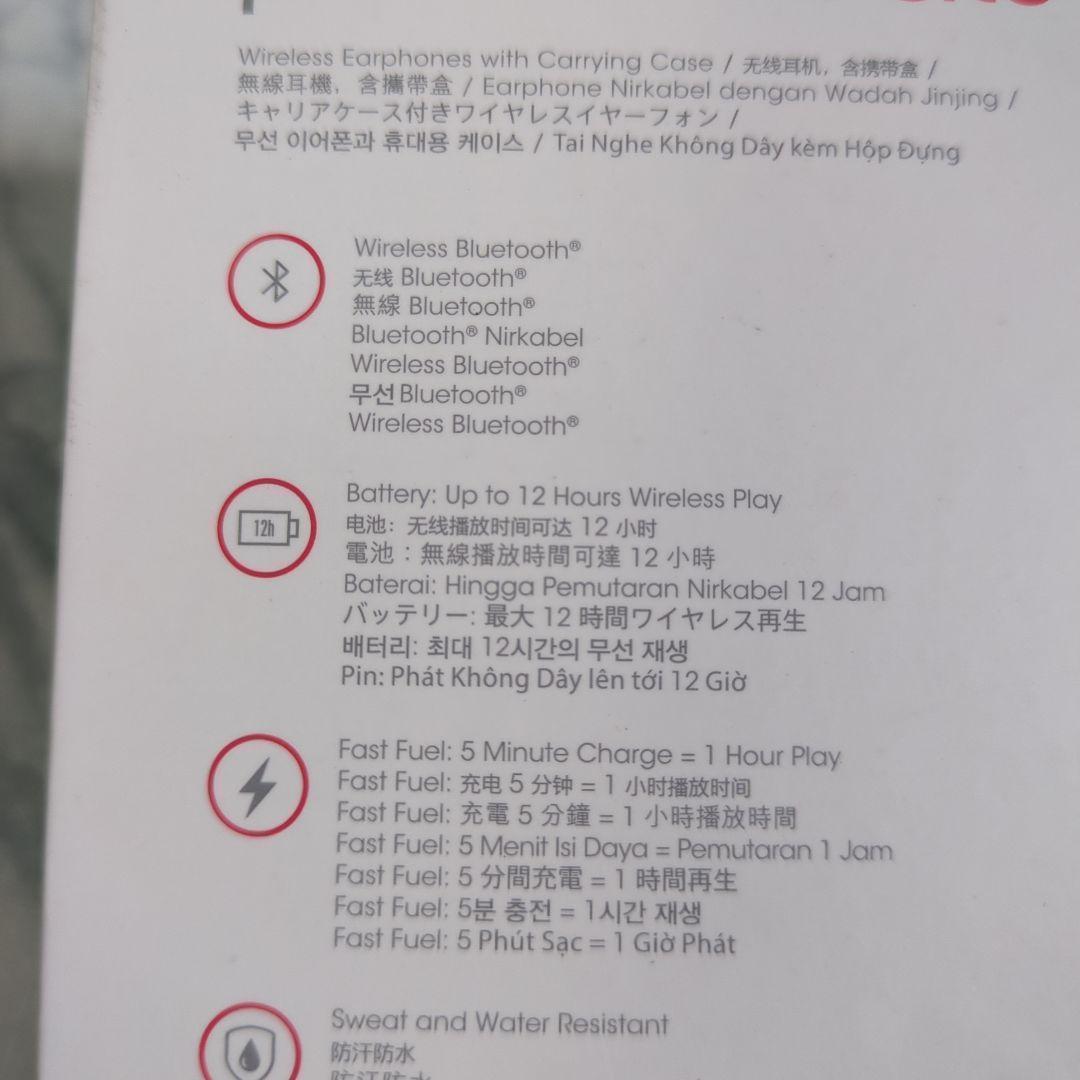 Wireless Earphones with Carrying Case / 无线耳机，含携带盒 /
無線耳機，含攜帶盒 / Earphone Nirkabel dengan Wadah Jinjing /
キャリアケース付きワイヤレスイヤーフォン /
무선 이어폰과 휴대용 케이스 / Tai Nghe Không Dây kèm Hộp Đựng
Wireless Bluetooth®
无线 Bluetooth®
無線 Bluetooth®
Bluetooth® Nirkabel
Wireless Bluetooth®
무선 Bluetooth®
Wireless Bluetooth®
12h
Battery: Up to 12 Hours Wireless Play
电池：无线播放时间可达 12 小时
電池：無線播放時間可達 12 小時
Baterai: Hingga Pemutaran Nirkabel 12 Jam
バッテリー: 最大 12 時間ワイヤレス再生
배터리: 최대 12시간의 무선 재생
Pin: Phát Không Dây lên tới 12 Giờ
Fast Fuel: 5 Minute Charge = 1 Hour Play
Fast Fuel: 充电 5 分钟 = 1 小时播放时间
Fast Fuel: 充電 5 分鐘 = 1 小時播放時間
Fast Fuel: 5 Menit Isi Daya = Pemutaran 1 Jam
Fast Fuel: 5 分間充電 = 1 時間再生
Fast Fuel: 5분 충전 = 1시간 재생
Fast Fuel: 5 Phút Sạc = 1 Giờ Phát
Sweat and Water Resistant
防汗防水